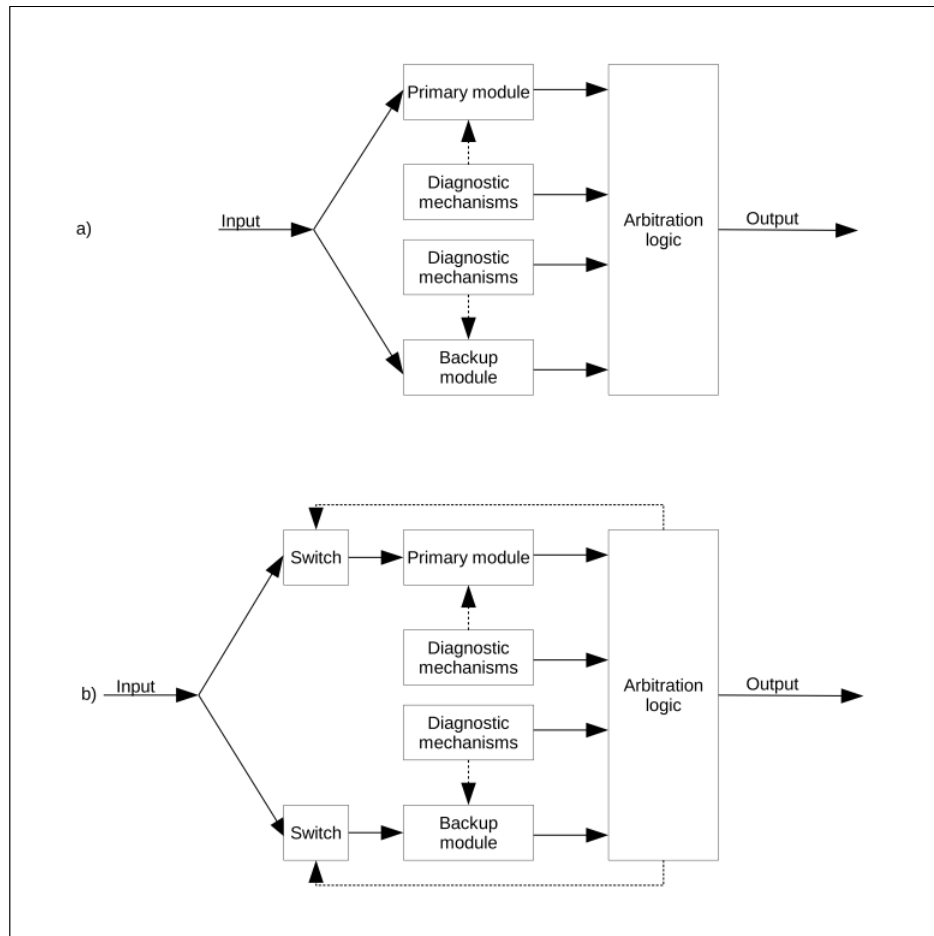 a)
Input
Primary module
Diagnostic
mechanisms
Diagnostic
mechanisms
Backup
module
Arbitration
logic
Output
b)
Input
Switch
Switch
Primary module
Diagnostic
mechanisms
Diagnostic
mechanisms
Backup
module
Arbitration
logic
Output